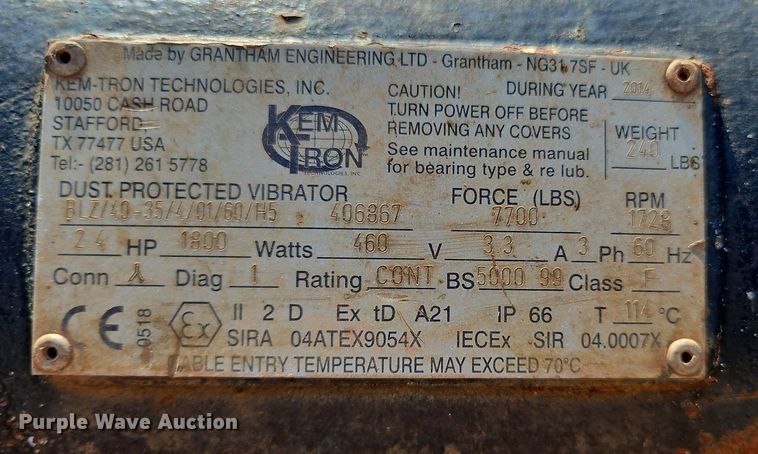 Made by GRANTHAM ENGINEERING LTD - Grantham - NG31 7SF - UK
KEM-TRON TECHNOLOGIES, INC.
10050 CASH ROAD
STAFFORD
TX 77477 USA
Tel:- (281) 261 5778
KEM TRON
TECHNOLOGIES, INC.
CAUTION! DURING YEAR 2014
TURN POWER OFF BEFORE
REMOVING ANY COVERS
See maintenance manual
for bearing type & re lub.
WEIGHT
240 LBS
DUST PROTECTED VIBRATOR FORCE (LBS) RPM
BLZ/49-35/4/01/60/H5 406867 7700 1728
2.4 HP 1800 Watts 460 V 3.3 A 3 Ph 60 Hz
Conn Diag 1 Rating CONT BS5000 99 Class F
CE 0518 Ex II 2 D Ex tD A21 IP 66 T 114 °C
SIRA 04ATEX9054X IECEx SIR 04.0007X
CABLE ENTRY TEMPERATURE MAY EXCEED 70°C
Purple Wave Auction